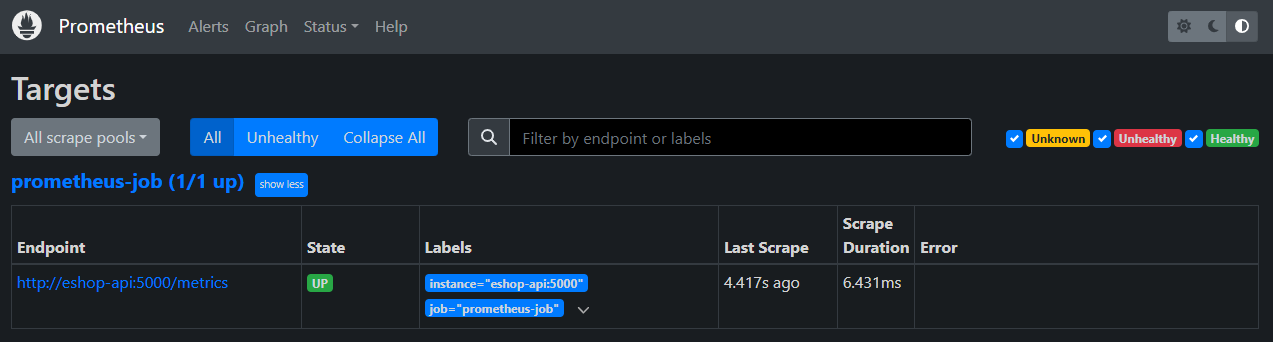 Prometheus Alerts Graph Status Help
Targets
All scrape pools All Unhealthy Collapse All Filter by endpoint or labels Unknown Unhealthy Healthy
prometheus-job (1/1 up) show less
Endpoint State Labels Last Scrape Scrape Duration Error
http://eshop-api:5000/metrics UP instance="eshop-api:5000" 4.417s ago 6.431ms
job="prometheus-job"